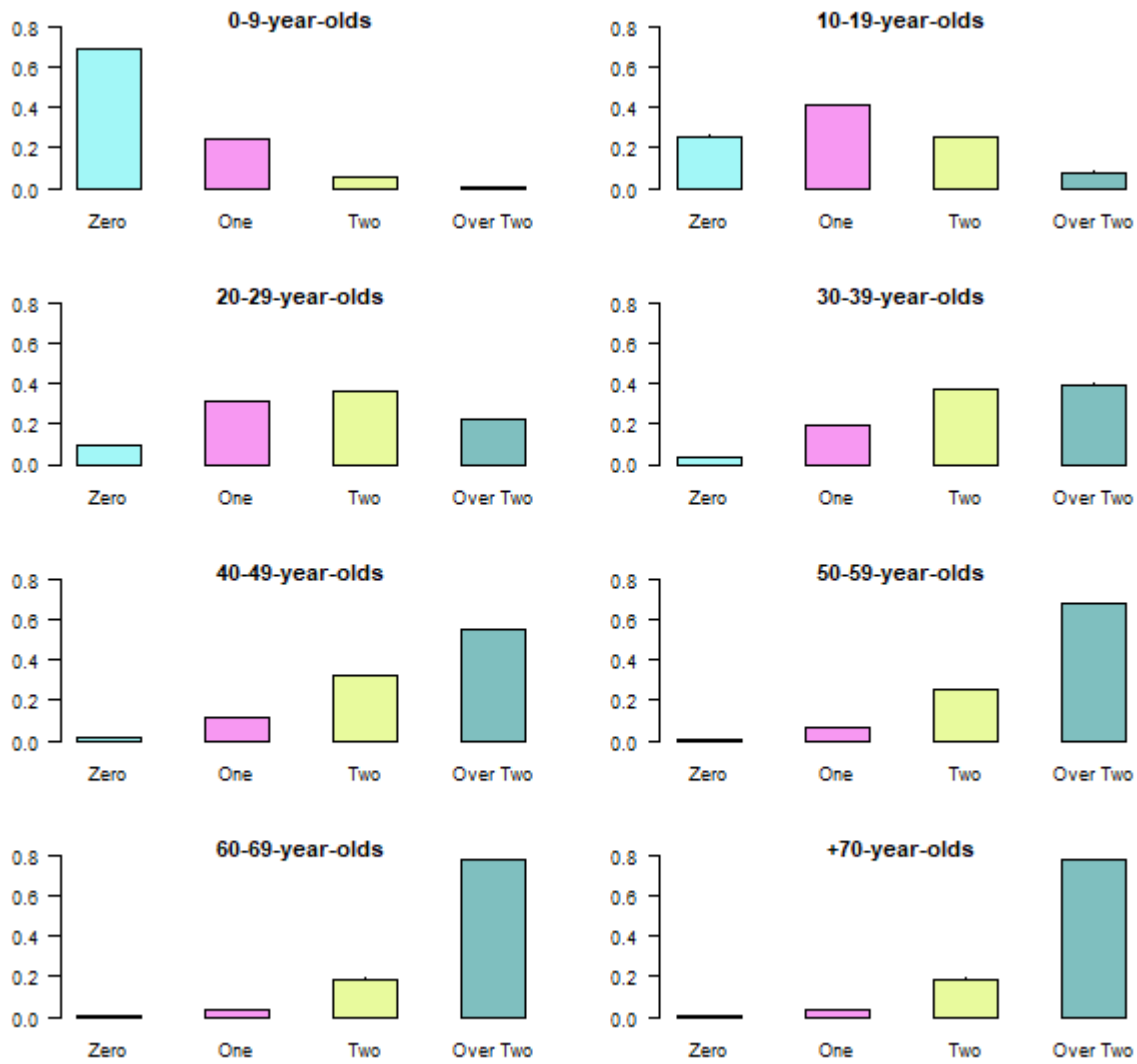 0-9-year-olds
0.8
0.6
0.4
0.2
0.0
Zero One Two Over Two
10-19-year-olds
0.8
0.6
0.4
0.2
0.0
Zero One Two Over Two
20-29-year-olds
0.8
0.6
0.4
0.2
0.0
Zero One Two Over Two
30-39-year-olds
0.8
0.6
0.4
0.2
0.0
Zero One Two Over Two
40-49-year-olds
0.8
0.6
0.4
0.2
0.0
Zero One Two Over Two
50-59-year-olds
0.8
0.6
0.4
0.2
0.0
Zero One Two Over Two
60-69-year-olds
0.8
0.6
0.4
0.2
0.0
Zero One Two Over Two
+70-year-olds
0.8
0.6
0.4
0.2
0.0
Zero One Two Over Two